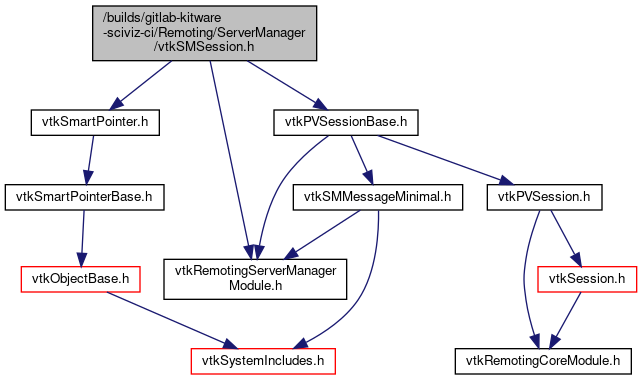 /builds/gitlab-kitware
-sciviz-ci/Remoting/ServerManager
/vtkSMSession.h
vtkSmartPointer.h
vtkPVSessionBase.h
vtkSmartPointerBase.h
vtkSMMessageMinimal.h
vtkPVSession.h
vtkObjectBase.h
vtkRemotingServerManager
Module.h
vtkSession.h
vtkSystemIncludes.h
vtkRemotingCoreModule.h